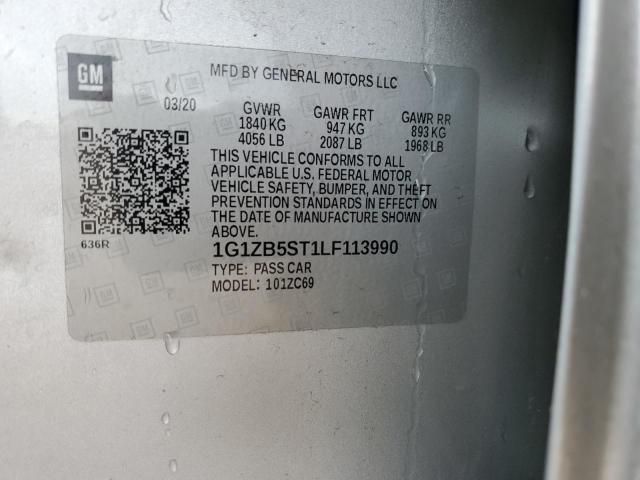 GM
MFD BY GENERAL MOTORS LLC
03/20
GVWR GAWR FRT GAWR RR
1840 KG 947 KG 893 KG
4056 LB 2087 LB 1968 LB
THIS VEHICLE CONFORMS TO ALL
APPLICABLE U.S. FEDERAL MOTOR
VEHICLE SAFETY, BUMPER, AND THEFT
PREVENTION STANDARDS IN EFFECT ON
THE DATE OF MANUFACTURE SHOWN
ABOVE.
636R
1G1ZB5ST1LF113990
TYPE: PASS CAR
MODEL: 101ZC69